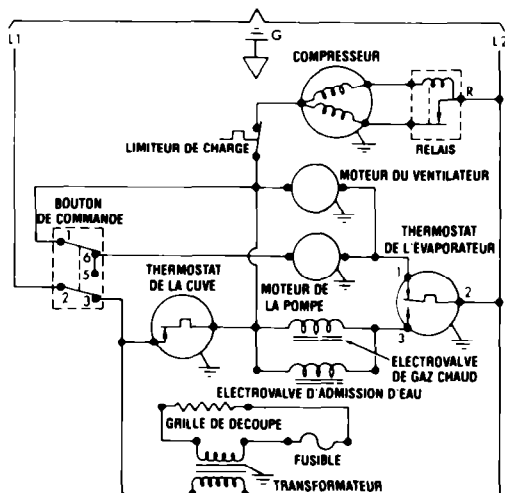 L1
G
L2
COMPRESSEUR
R
RELAIS
LIMITEUR DE CHARGE
MOTEUR DU VENTILATEUR
BOUTON
DE COMMANDE
1
6
5
2
3
THERMOSTAT
DE LA CUVE
MOTEUR DE
LA POMPE
THERMOSTAT
DE L'ÉVAPORATEUR
1
2
3
ELECTROVALVE
DE GAZ CHAUD
ELECTROVALVE D'ADMISSION D'EAU
GRILLE DE DECOUPE
FUSIBLE
TRANSFORMATEUR